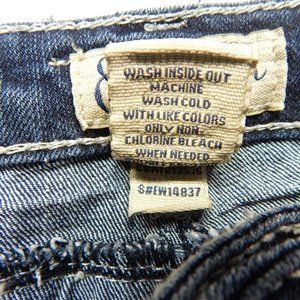 WASH INSIDE OUT
MACHINE
WASH COLD
WITH LIKE COLORS
ONLY NON
CHLORINE BLEACH
WHEN NEEDED
S#EW14837